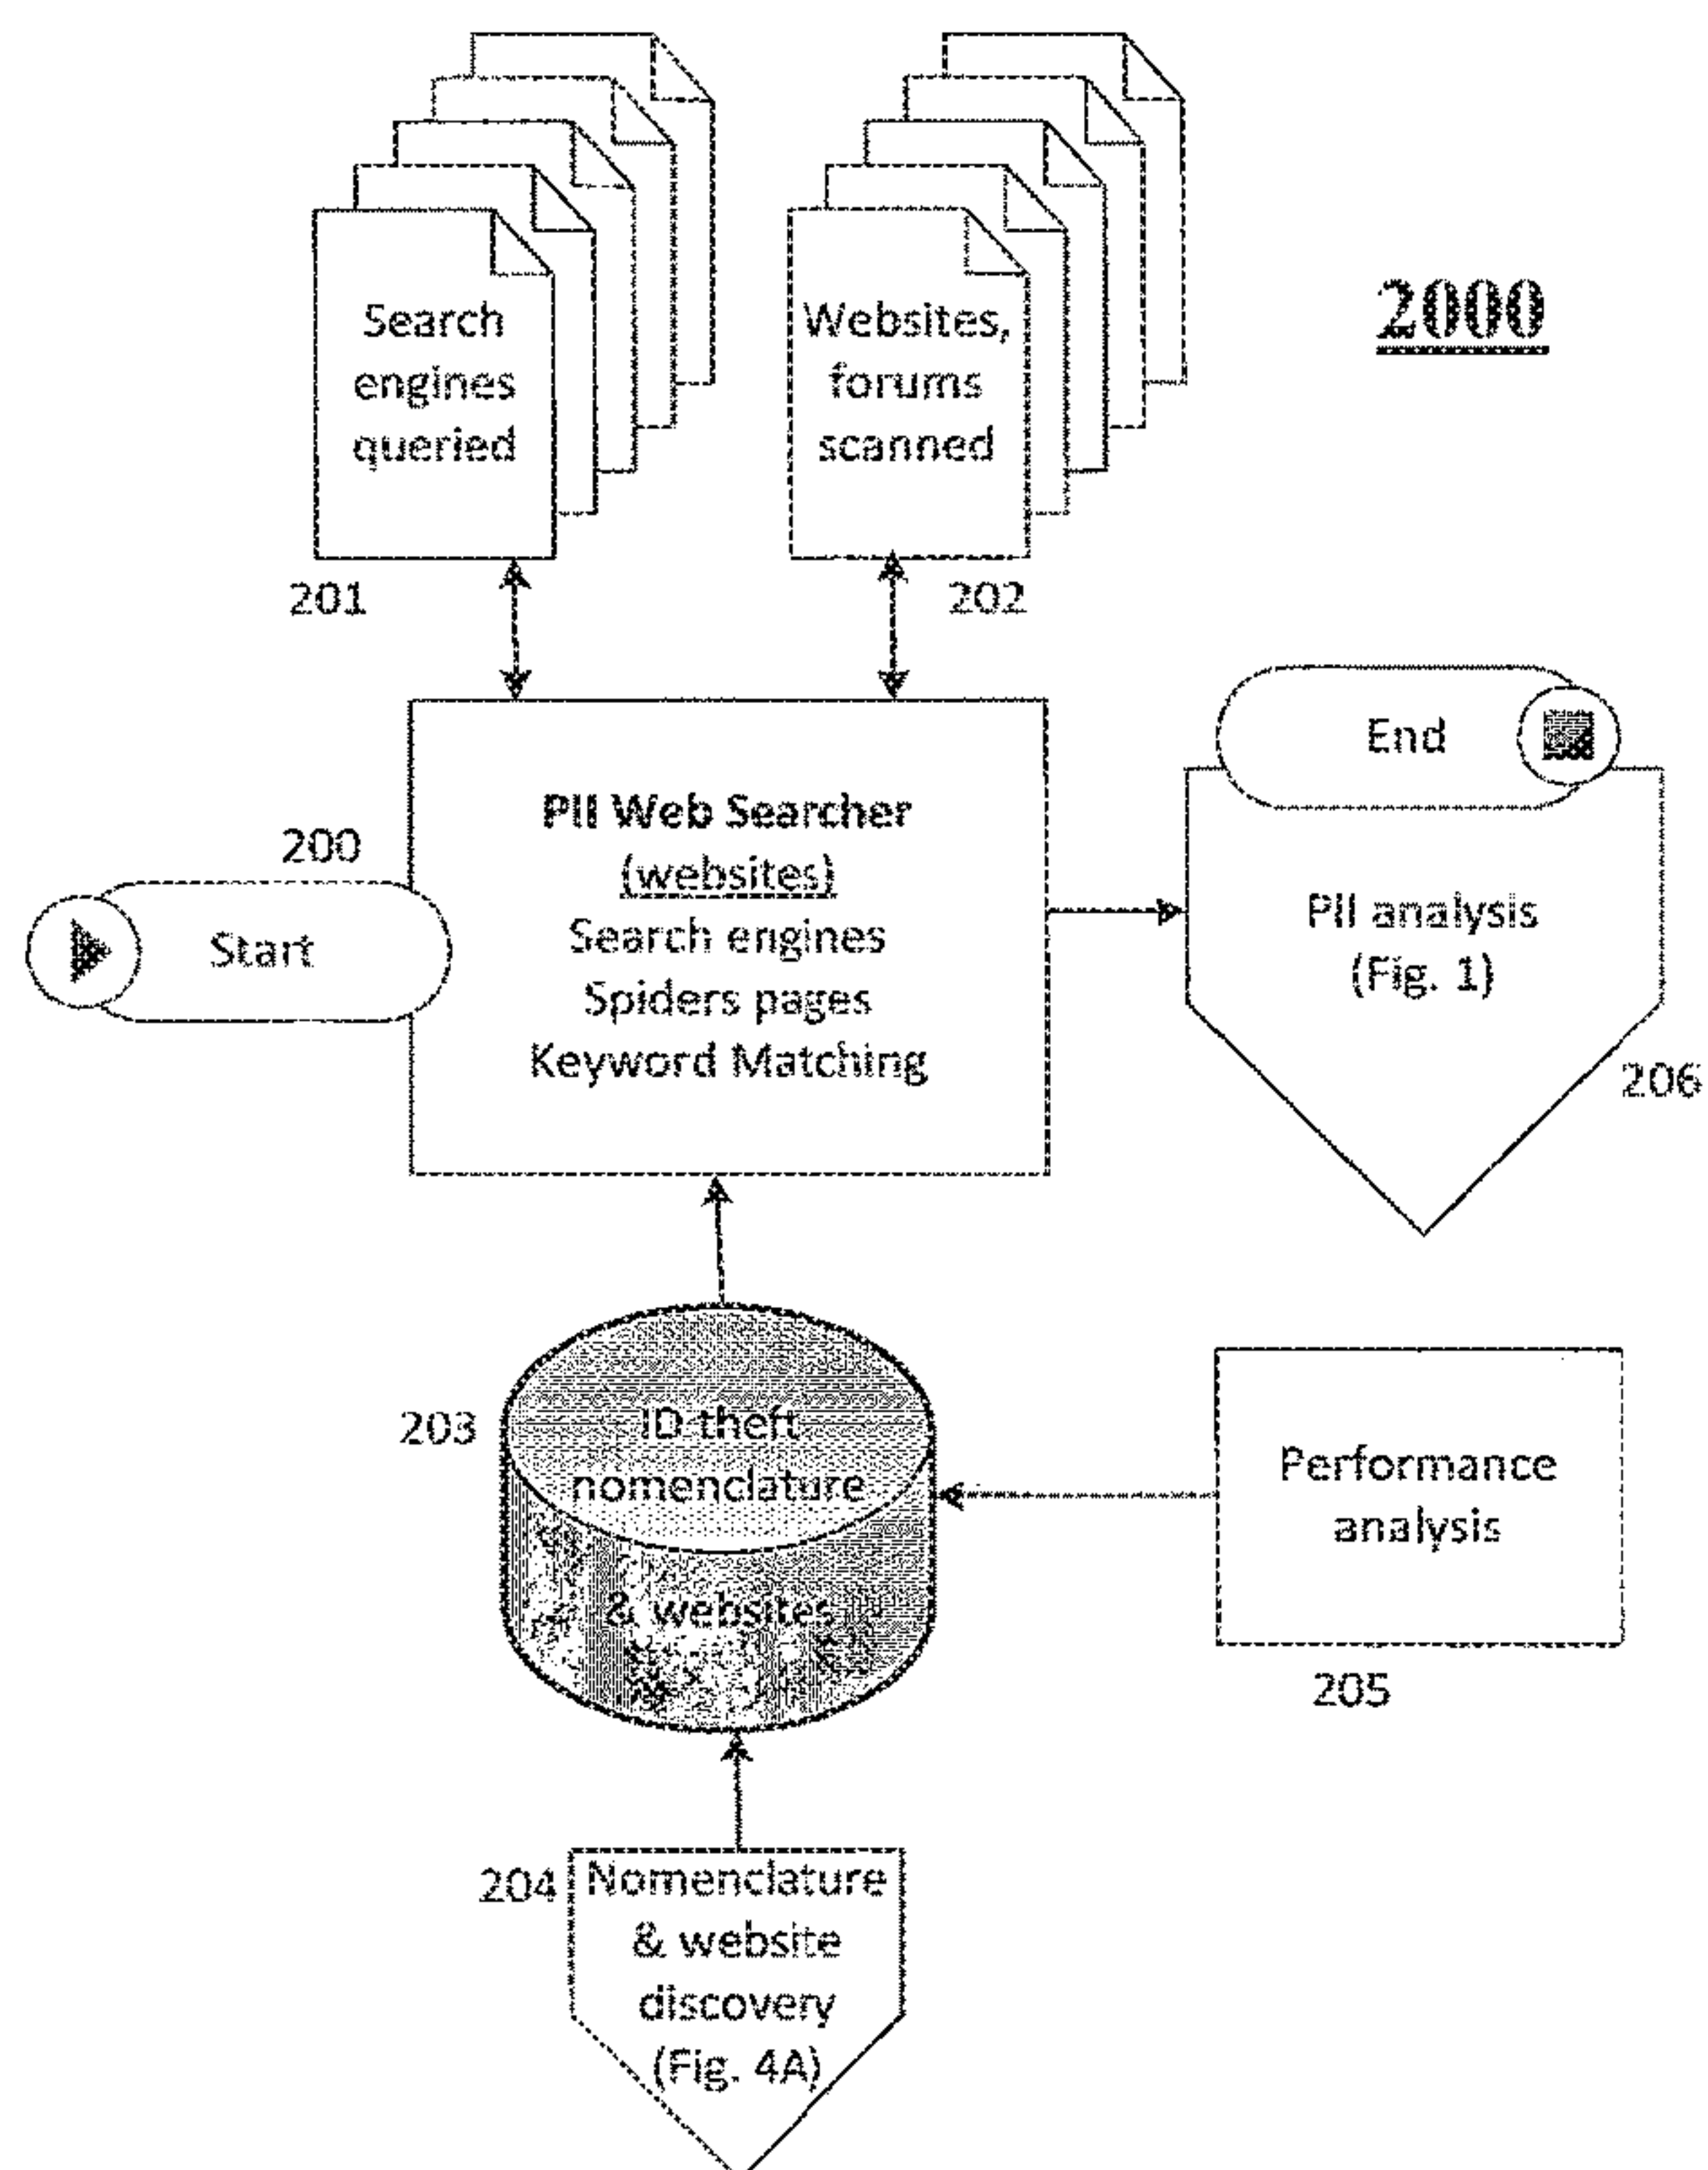 Search
engines
queried
Websites,
forums
scanned
2000
201
202
End
PII Web Searcher
(websites)
Search engines
Spiders pages
Keyword Matching
200
Start
PII analysis
(Fig. 1)
206
203
ID theft
nomenclature
& websites
Performance
analysis
205
204
Nomenclature
& website
discovery
(Fig. 4A)